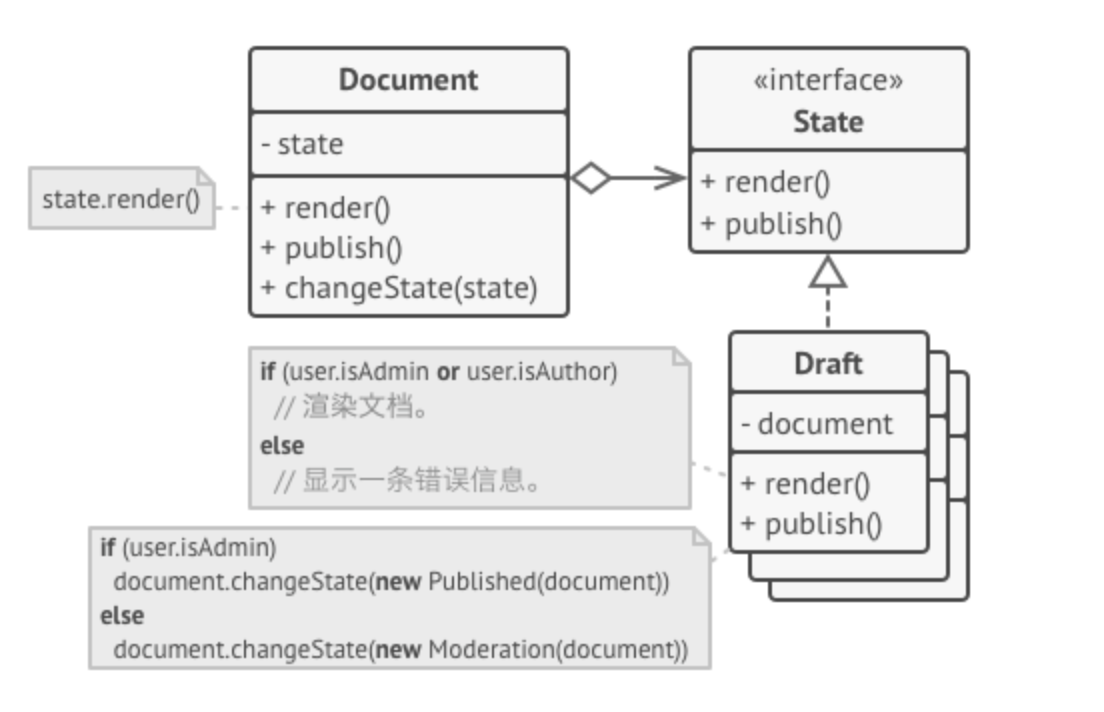 Document
- state
+ render()
+ publish()
+ changeState(state)
state.render()
«interface»
State
+ render()
+ publish()
Draft
- document
+ render()
+ publish()
if (user.isAdmin or user.isAuthor)
// 渲染文档。
else
// 显示一条错误信息。
if (user.isAdmin)
document.changeState(new Published(document))
else
document.changeState(new Moderation(document))